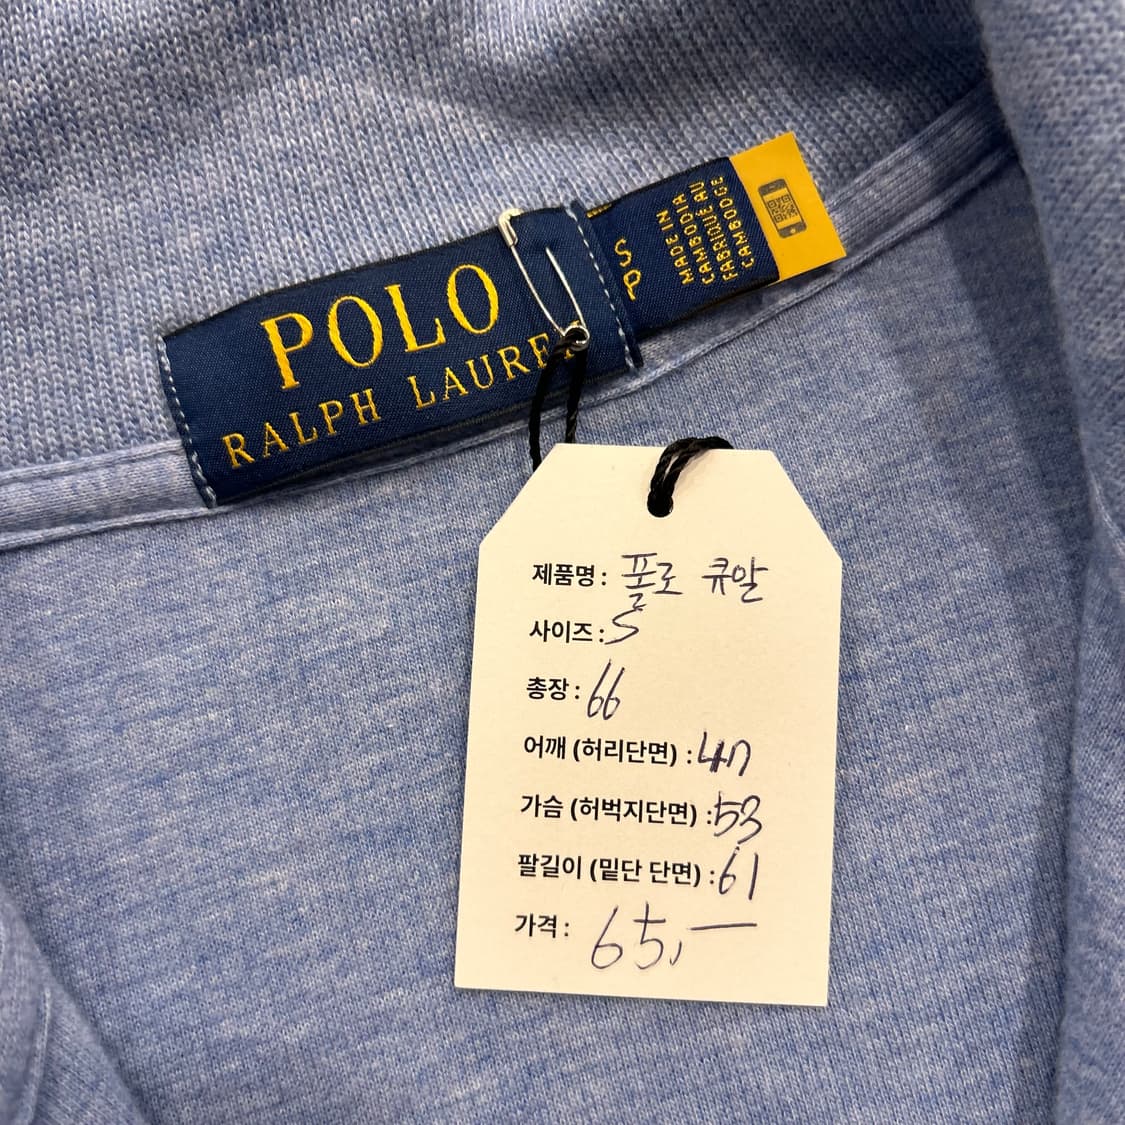 POLO
RALPH LAUREN
S
P
MADE IN
CAMBODIA
FABRIQUÉ AU
CAMBODGE
제품명: 폴로 큐알
사이즈: S
총장: 66
어깨 (허리단면) : 47
가슴 (허벅지단면) : 53
팔길이 (밑단 단면) : 61
가격: 65,—